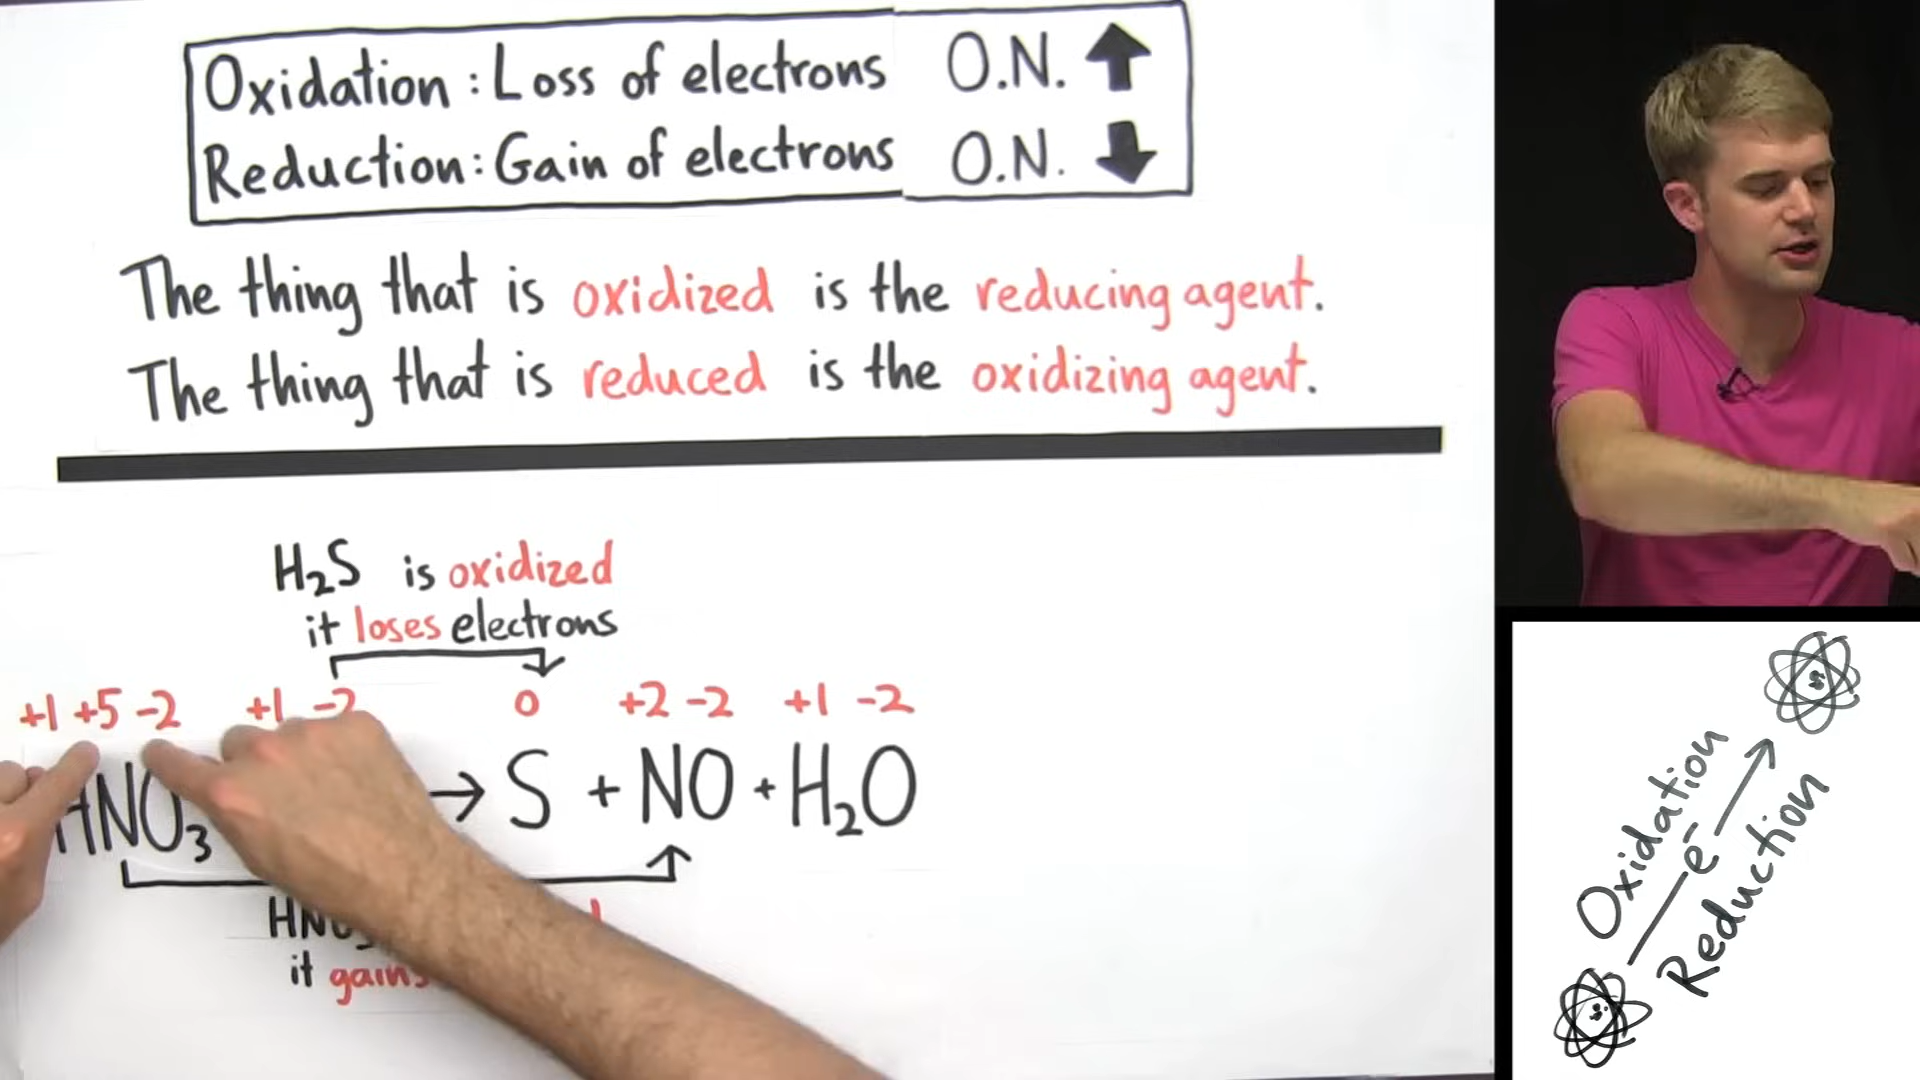 Oxidation : Loss of electrons O.N.
Reduction: Gain of electrons O.N.
The thing that is oxidized is the reducing agent.
The thing that is reduced is the oxidizing agent.
H₂S is oxidized
it loses electrons
+1 +5 -2 +1 -2 0 +2 -2 +1 -2
HNO₃ → S + NO + H₂O
it gains
Oxidation
e⁻
Reduction